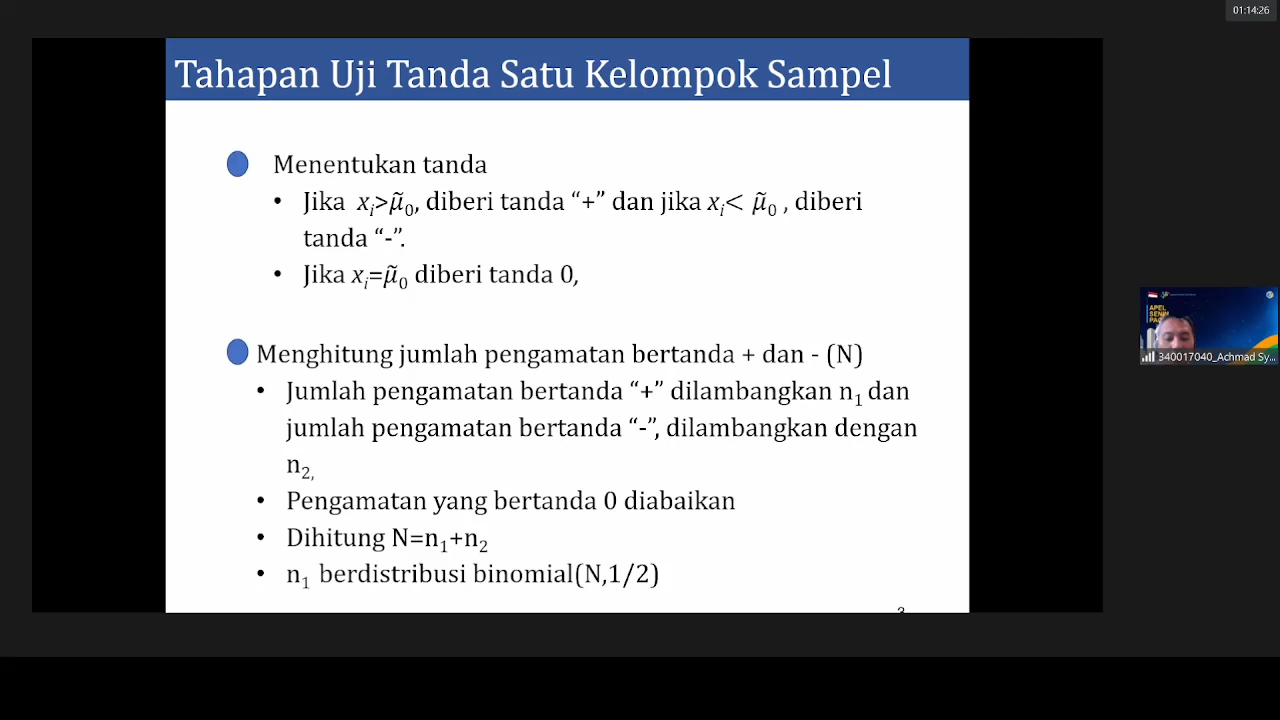 01:14:26
Tahapan Uji Tanda Satu Kelompok Sampel
Menentukan tanda
• Jika xᵢ>μ̃₀, diberi tanda “+” dan jika xᵢ< μ̃₀ , diberi
tanda “-”.
• Jika xᵢ=μ̃₀ diberi tanda 0,
Menghitung jumlah pengamatan bertanda + dan - (N)
• Jumlah pengamatan bertanda “+” dilambangkan n₁ dan
jumlah pengamatan bertanda “-”, dilambangkan dengan
n₂,
• Pengamatan yang bertanda 0 diabaikan
• Dihitung N=n₁+n₂
• n₁ berdistribusi binomial(N,1/2)
3
APEL
SENIN
340017040_Achmad Sy...